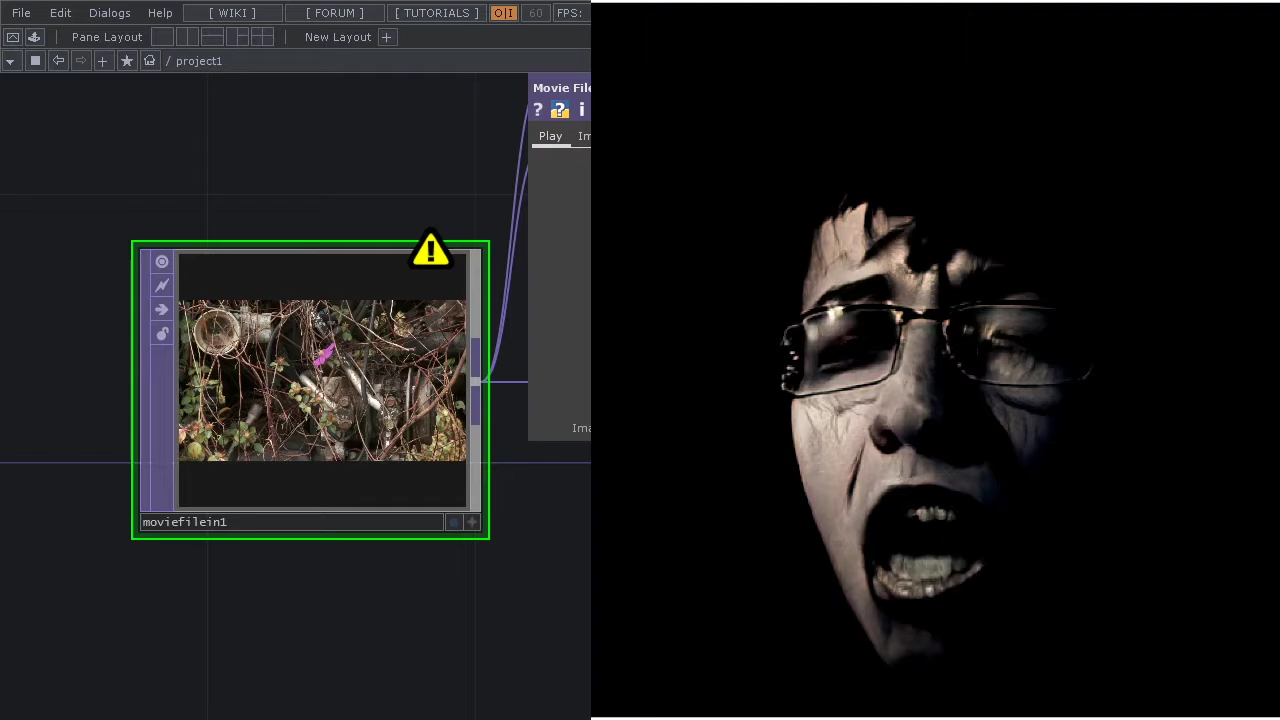 File Edit Dialogs Help [ WIKI ] [ FORUM ] [ TUTORIALS ] O|I 60 FPS:
Pane Layout New Layout +
/ project1
Movie File
? ? i
Play Im
!
Ima
moviefilein1